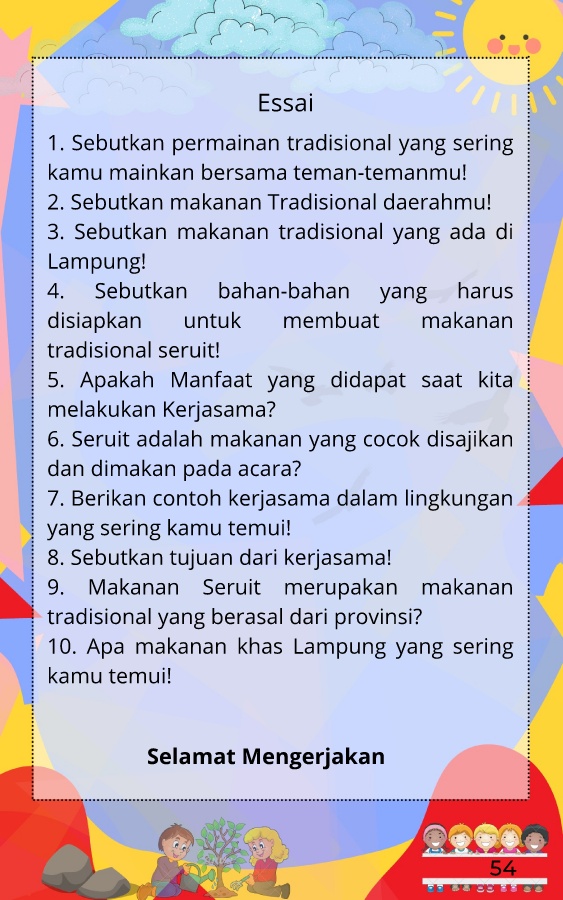 Essai
1. Sebutkan permainan tradisional yang sering
kamu mainkan bersama teman-temanmu!
2. Sebutkan makanan Tradisional daerahmu!
3. Sebutkan makanan tradisional yang ada di
Lampung!
4. Sebutkan bahan-bahan yang harus
disiapkan untuk membuat makanan
tradisional seruit!
5. Apakah Manfaat yang didapat saat kita
melakukan Kerjasama?
6. Seruit adalah makanan yang cocok disajikan
dan dimakan pada acara?
7. Berikan contoh kerjasama dalam lingkungan
yang sering kamu temui!
8. Sebutkan tujuan dari kerjasama!
9. Makanan Seruit merupakan makanan
tradisional yang berasal dari provinsi?
10. Apa makanan khas Lampung yang sering
kamu temui!
Selamat Mengerjakan
54